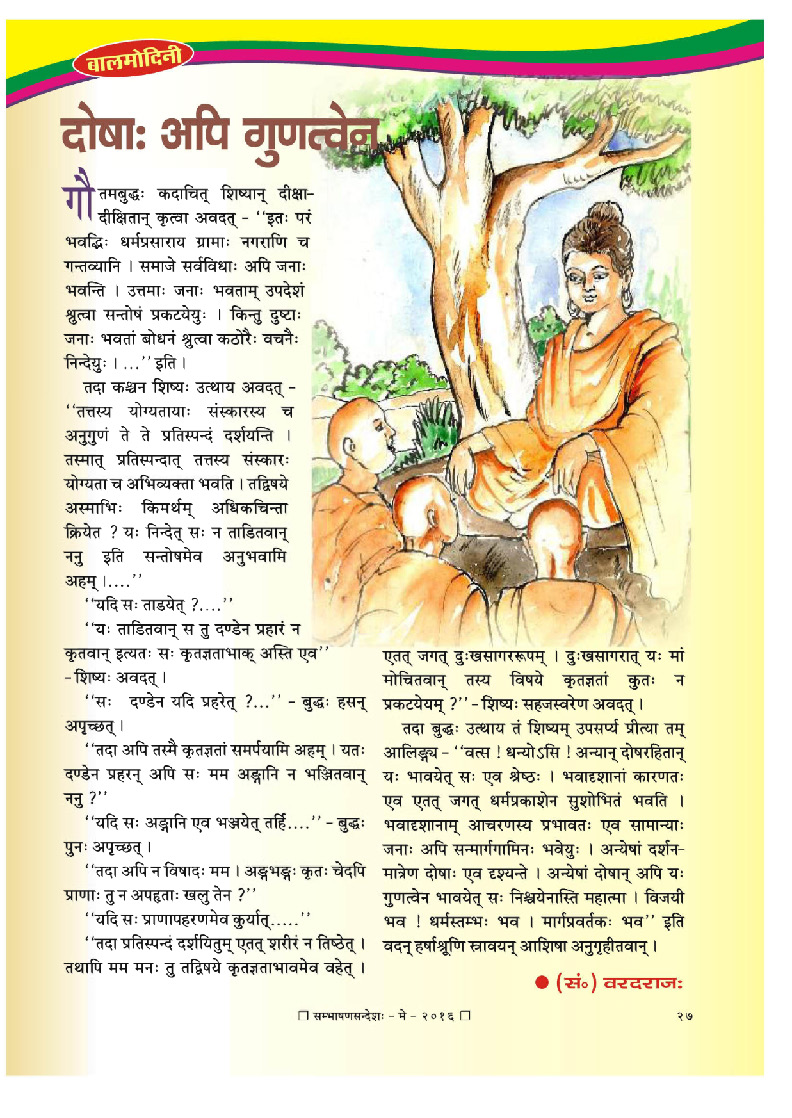 बालमोदिनी
दोषाः अपि गुणत्वेन
गौतमबुद्धः कदाचित् शिष्यान् दीक्षा-
दीक्षितान् कृत्वा अवदत् - ‘‘इतः परं
भवद्भिः धर्मप्रसाराय ग्रामाः नगराणि च
गन्तव्यानि । समाजे सर्वविधाः अपि जनाः
भवन्ति । उत्तमाः जनाः भवताम् उपदेशं
श्रुत्वा सन्तोषं प्रकटयेयुः । किन्तु दुष्टाः
जनाः भवतां बोधनं श्रुत्वा कठोरैः वचनैः
निन्देयुः । ...’’ इति ।
तदा कश्चन शिष्यः उत्थाय अवदत् -
‘‘तत्तस्य योग्यतायाः संस्कारस्य च
अनुगुणं ते ते प्रतिस्पन्दं दर्शयन्ति ।
तस्मात् प्रतिस्पन्दात् तत्तस्य संस्कारः
योग्यता च अभिव्यक्ता भवति । तद्विषये
अस्माभिः किमर्थम् अधिकचिन्ता
क्रियेत ? यः निन्देत् सः न ताडितवान्
ननु इति सन्तोषमेव अनुभवामि
अहम् ।....’’
‘‘यदि सः ताडयेत् ?....’’
‘‘यः ताडितवान् स तु दण्डेन प्रहारं न
कृतवान् इत्यतः सः कृतज्ञताभाक् अस्ति एव’’
- शिष्यः अवदत् ।
‘‘सः दण्डेन यदि प्रहरेत् ?...’’ - बुद्धः हसन्
अपृच्छत् ।
‘‘तदा अपि तस्मै कृतज्ञतां समर्पयामि अहम् । यतः
दण्डेन प्रहरन् अपि सः मम अङ्गानि न भञ्जितवान्
ननु ?’’
‘‘यदि सः अङ्गानि एव भञ्जयेत् तर्हि....’’ - बुद्धः
पुनः अपृच्छत् ।
‘‘तदा अपि न विषादः मम । अङ्गभङ्गः कृतः चेदपि
प्राणाः तु न अपहृताः खलु तेन ?’’
‘‘यदि सः प्राणापहरणमेव कुर्यात्.....’’
‘‘तदा प्रतिस्पन्दं दर्शयितुम् एतत् शरीरं न तिष्ठेत् ।
तथापि मम मनः तु तद्विषये कृतज्ञताभावमेव वहेत् ।
एतत् जगत् दुःखसागररूपम् । दुःखसागरात् यः मां
मोचितवान् तस्य विषये कृतज्ञतां कुतः न
प्रकटयेयम् ?’’ - शिष्यः सहजस्वरेण अवदत् ।
तदा बुद्धः उत्थाय तं शिष्यम् उपसर्प्य प्रीत्या तम्
आलिङ्ग्य - ‘‘वत्स ! धन्योऽसि ! अन्यान् दोषरहितान्
यः भावयेत् सः एव श्रेष्ठः । भवादृशानां कारणतः
एव एतत् जगत् धर्मप्रकाशेन सुशोभितं भवति ।
भवादृशानाम् आचरणस्य प्रभावतः एव सामान्याः
जनाः अपि सन्मार्गगामिनः भवेयुः । अन्येषां दर्शन-
मात्रेण दोषाः एव दृश्यन्ते । अन्येषां दोषान् अपि यः
गुणत्वेन भावयेत् सः निश्चयेनास्ति महात्मा । विजयी
भव ! धर्मस्तम्भः भव । मार्गप्रवर्तकः भव’’ इति
वदन् हर्षाश्रूणि स्रावयन् आशिषा अनुगृहीतवान् ।
● (सं॰) वरदराजः
□ सम्भाषणसन्देशः - मे - २०१६ □
२७